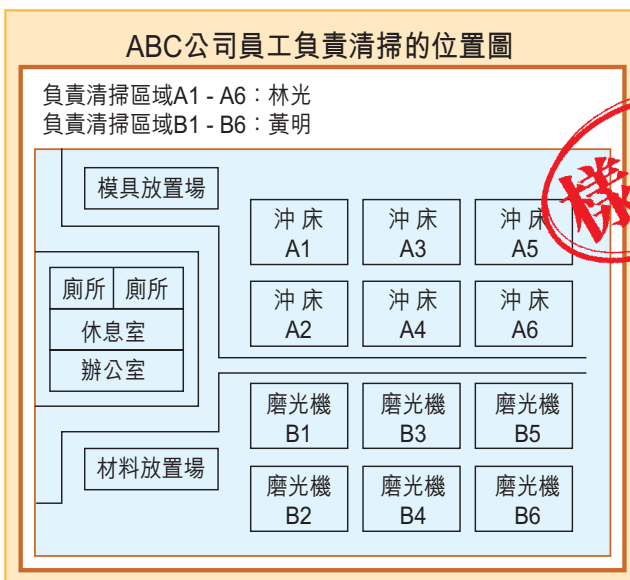 ABC公司員工負責清掃的位置圖
負責清掃區域A1 - A6：林光
負責清掃區域B1 - B6：黃明
模具放置場
沖床 沖床 沖床
A1 A3 A5
廁所 廁所
休息室
辦公室
沖床 沖床 沖床
A2 A4 A6
磨光機 磨光機 磨光機
B1 B3 B5
材料放置場
磨光機 磨光機 磨光機
B2 B4 B6
樣